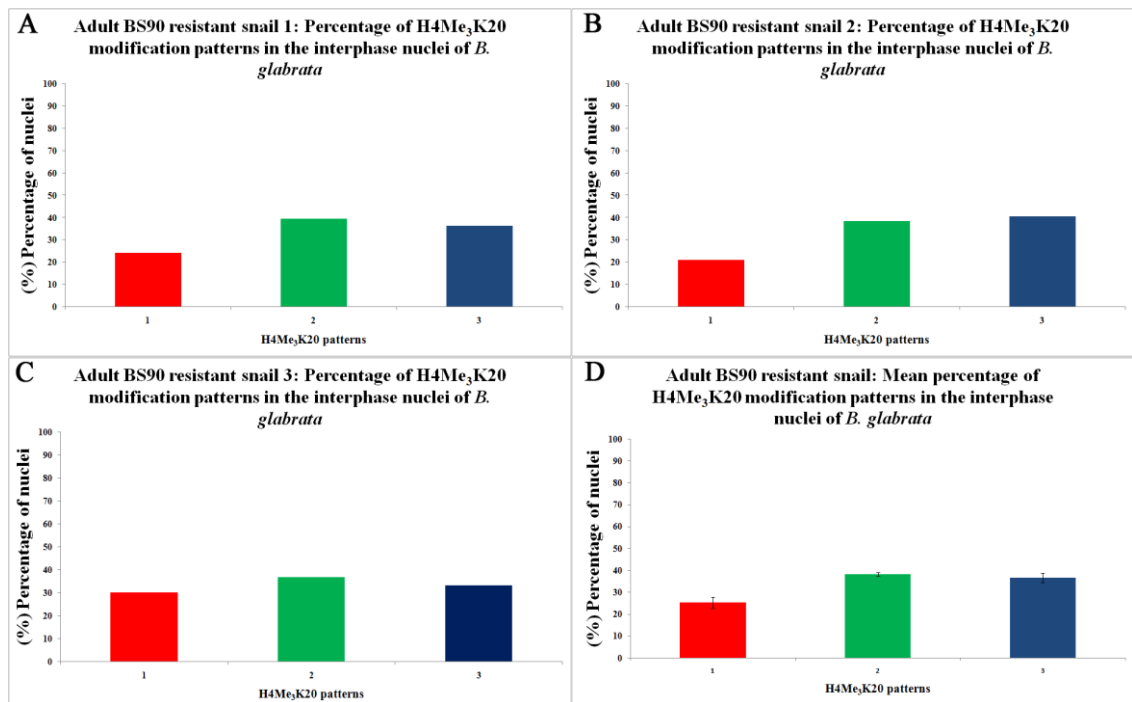 A
Adult BS90 resistant snail 1: Percentage of H4Me₃K20
modification patterns in the interphase nuclei of B.
glabrata
(%) Percentage of nuclei
100
90
80
70
60
50
40
30
20
10
0
1 2 3
H4Me₃K20 patterns
B
Adult BS90 resistant snail 2: Percentage of H4Me₃K20
modification patterns in the interphase nuclei of B.
glabrata
(%) Percentage of nuclei
100
90
80
70
60
50
40
30
20
10
0
1 2 3
H4Me₃K20 patterns
C
Adult BS90 resistant snail 3: Percentage of H4Me₃K20
modification patterns in the interphase nuclei of B.
glabrata
(%) Percentage of nuclei
100
90
80
70
60
50
40
30
20
10
0
1 2 3
H4Me₃K20 patterns
D
Adult BS90 resistant snail: Mean percentage of
H4Me₃K20 modification patterns in the interphase
nuclei of B. glabrata
(%) Percentage of nuclei
100
90
80
70
60
50
40
30
20
10
0
1 2 3
H4Me₃K20 patterns